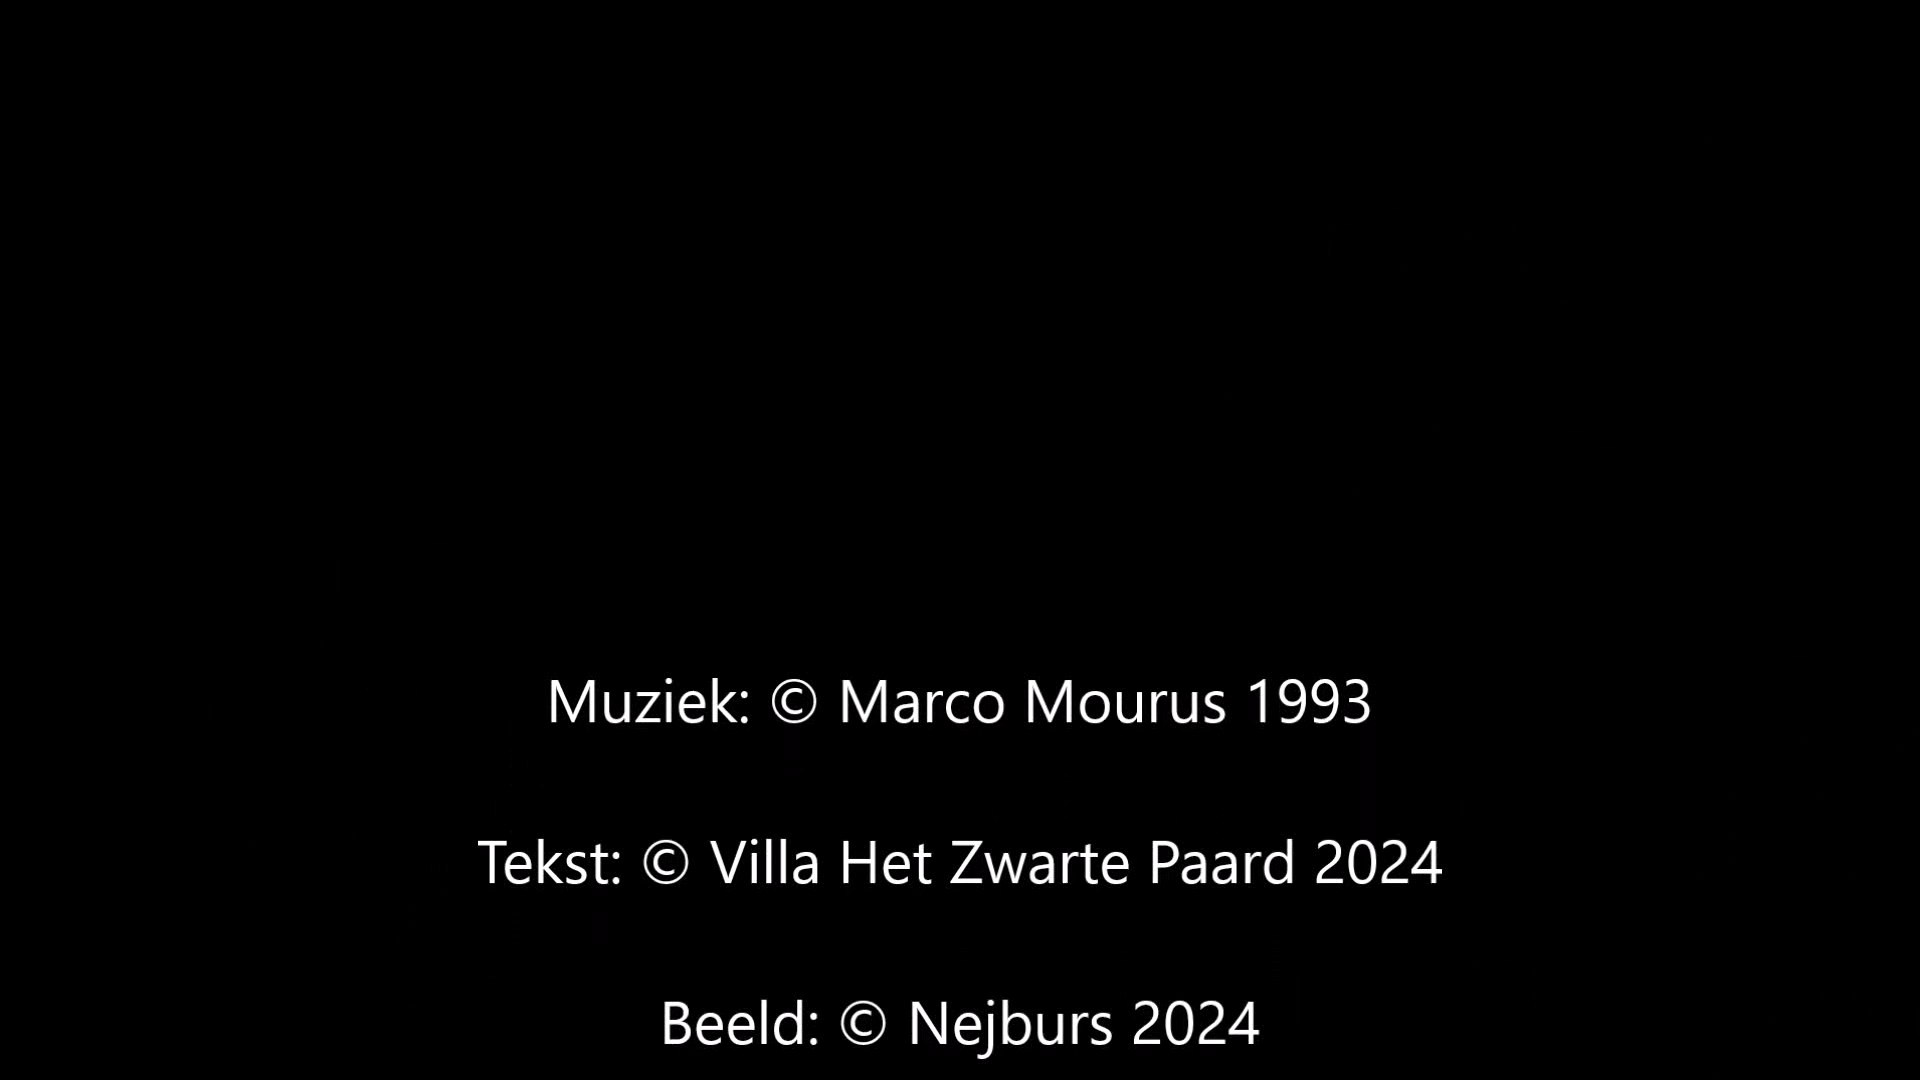 Muziek: © Marco Mourus 1993
Tekst: © Villa Het Zwarte Paard 2024
Beeld: © Nejburs 2024